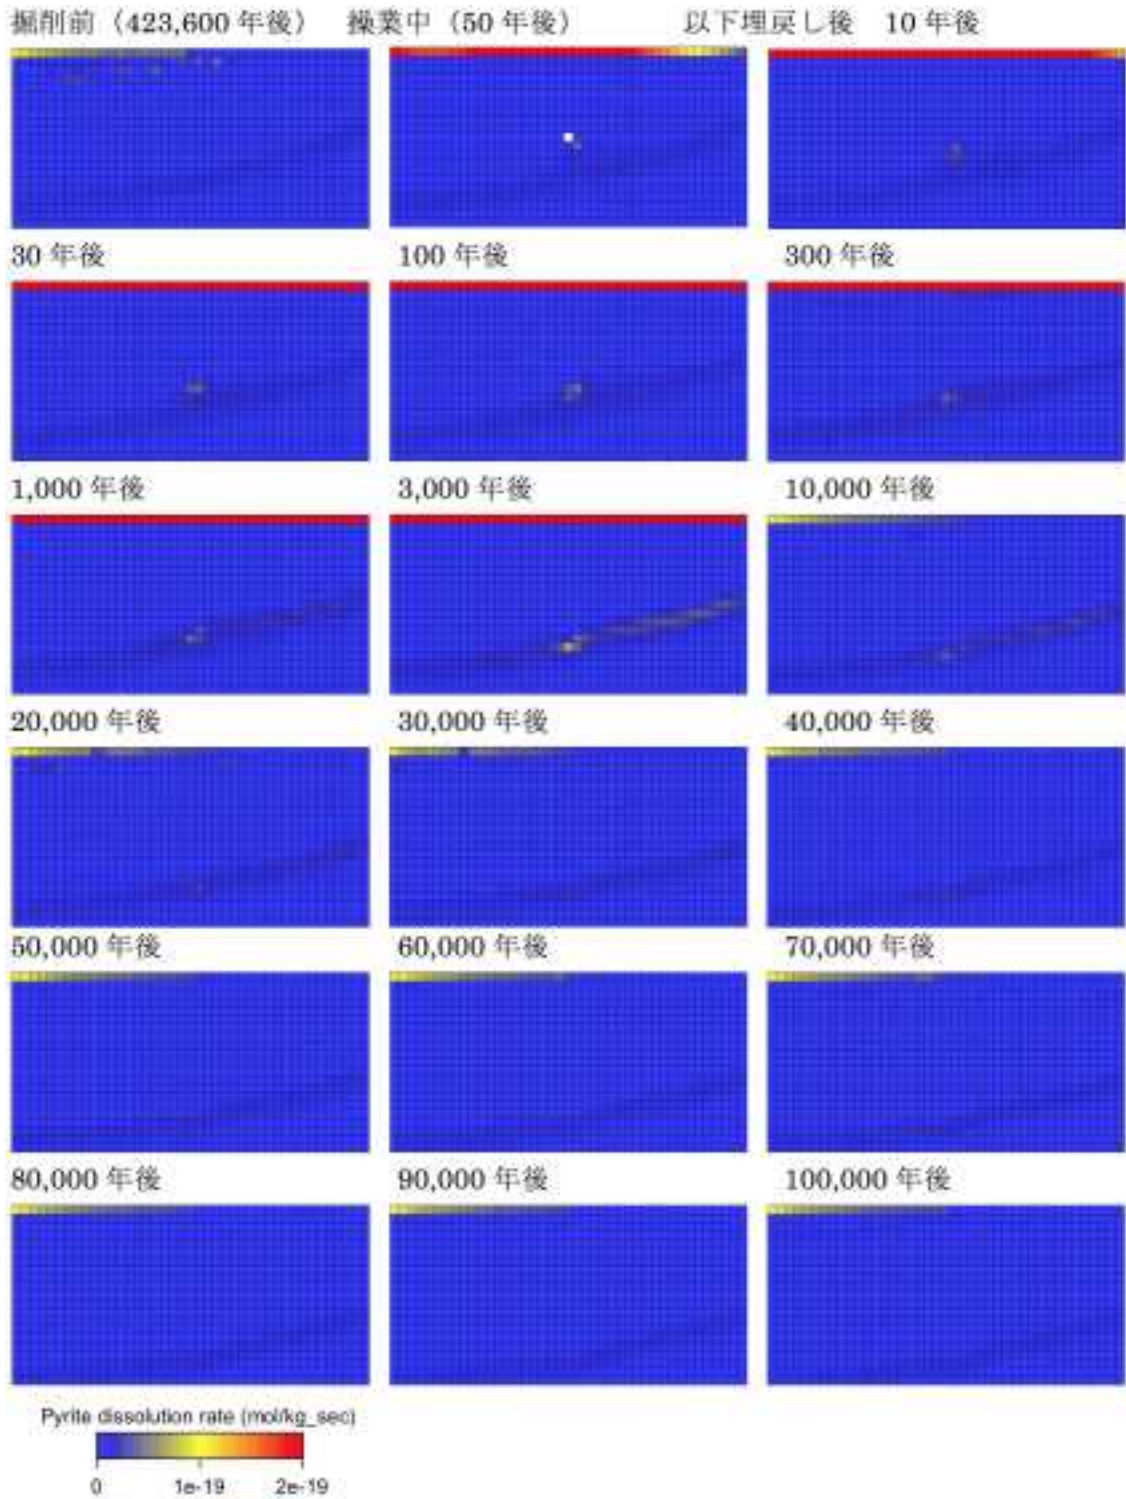 掘削前（423,600 年後） 操業中（50 年後） 以下埋戻し後 10 年後
30 年後 100 年後 300 年後
1,000 年後 3,000 年後 10,000 年後
20,000 年後 30,000 年後 40,000 年後
50,000 年後 60,000 年後 70,000 年後
80,000 年後 90,000 年後 100,000 年後
Pyrite dissolution rate (mol/kg_sec)
0 1e-19 2e-19